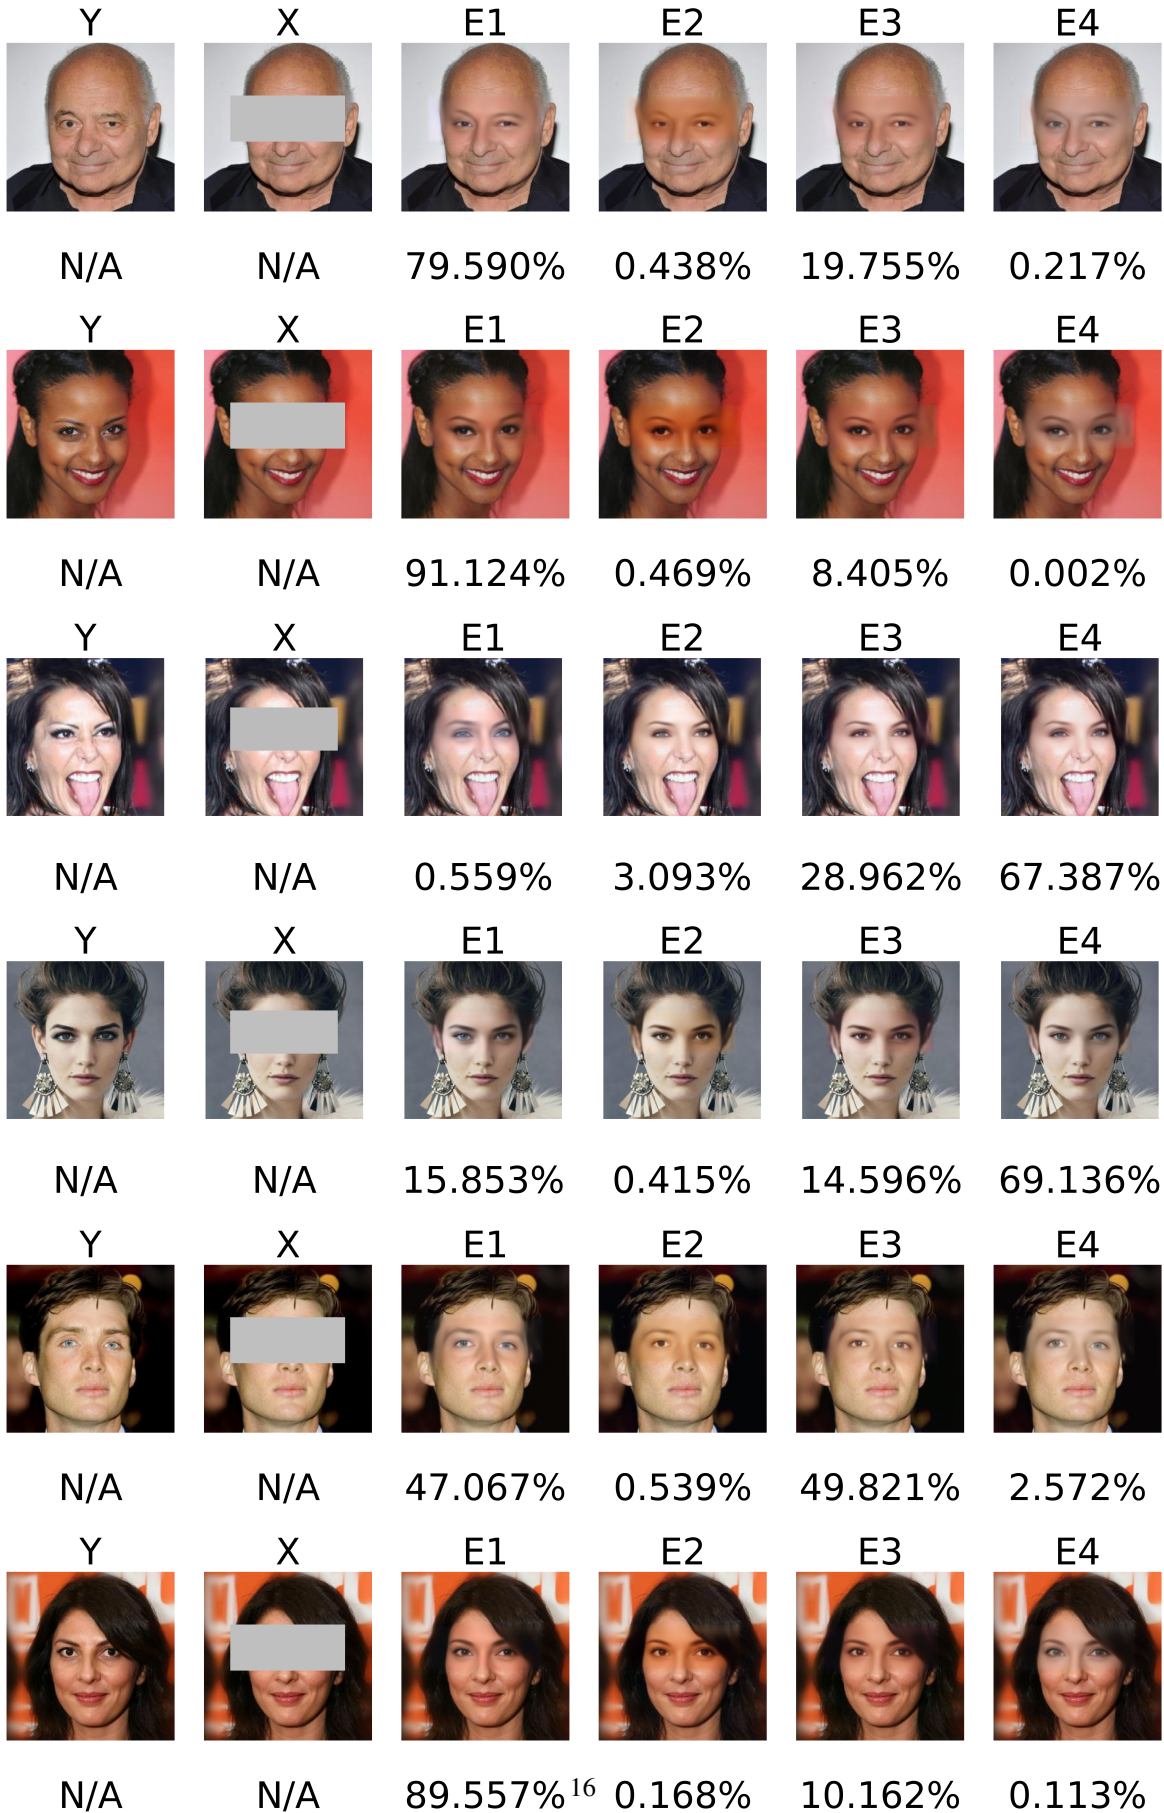 Y X E1 E2 E3 E4
N/A N/A 79.590% 0.438% 19.755% 0.217%
Y X E1 E2 E3 E4
N/A N/A 91.124% 0.469% 8.405% 0.002%
Y X E1 E2 E3 E4
N/A N/A 0.559% 3.093% 28.962% 67.387%
Y X E1 E2 E3 E4
N/A N/A 15.853% 0.415% 14.596% 69.136%
Y X E1 E2 E3 E4
N/A N/A 47.067% 0.539% 49.821% 2.572%
Y X E1 E2 E3 E4
N/A N/A 89.557% 16 0.168% 10.162% 0.113%